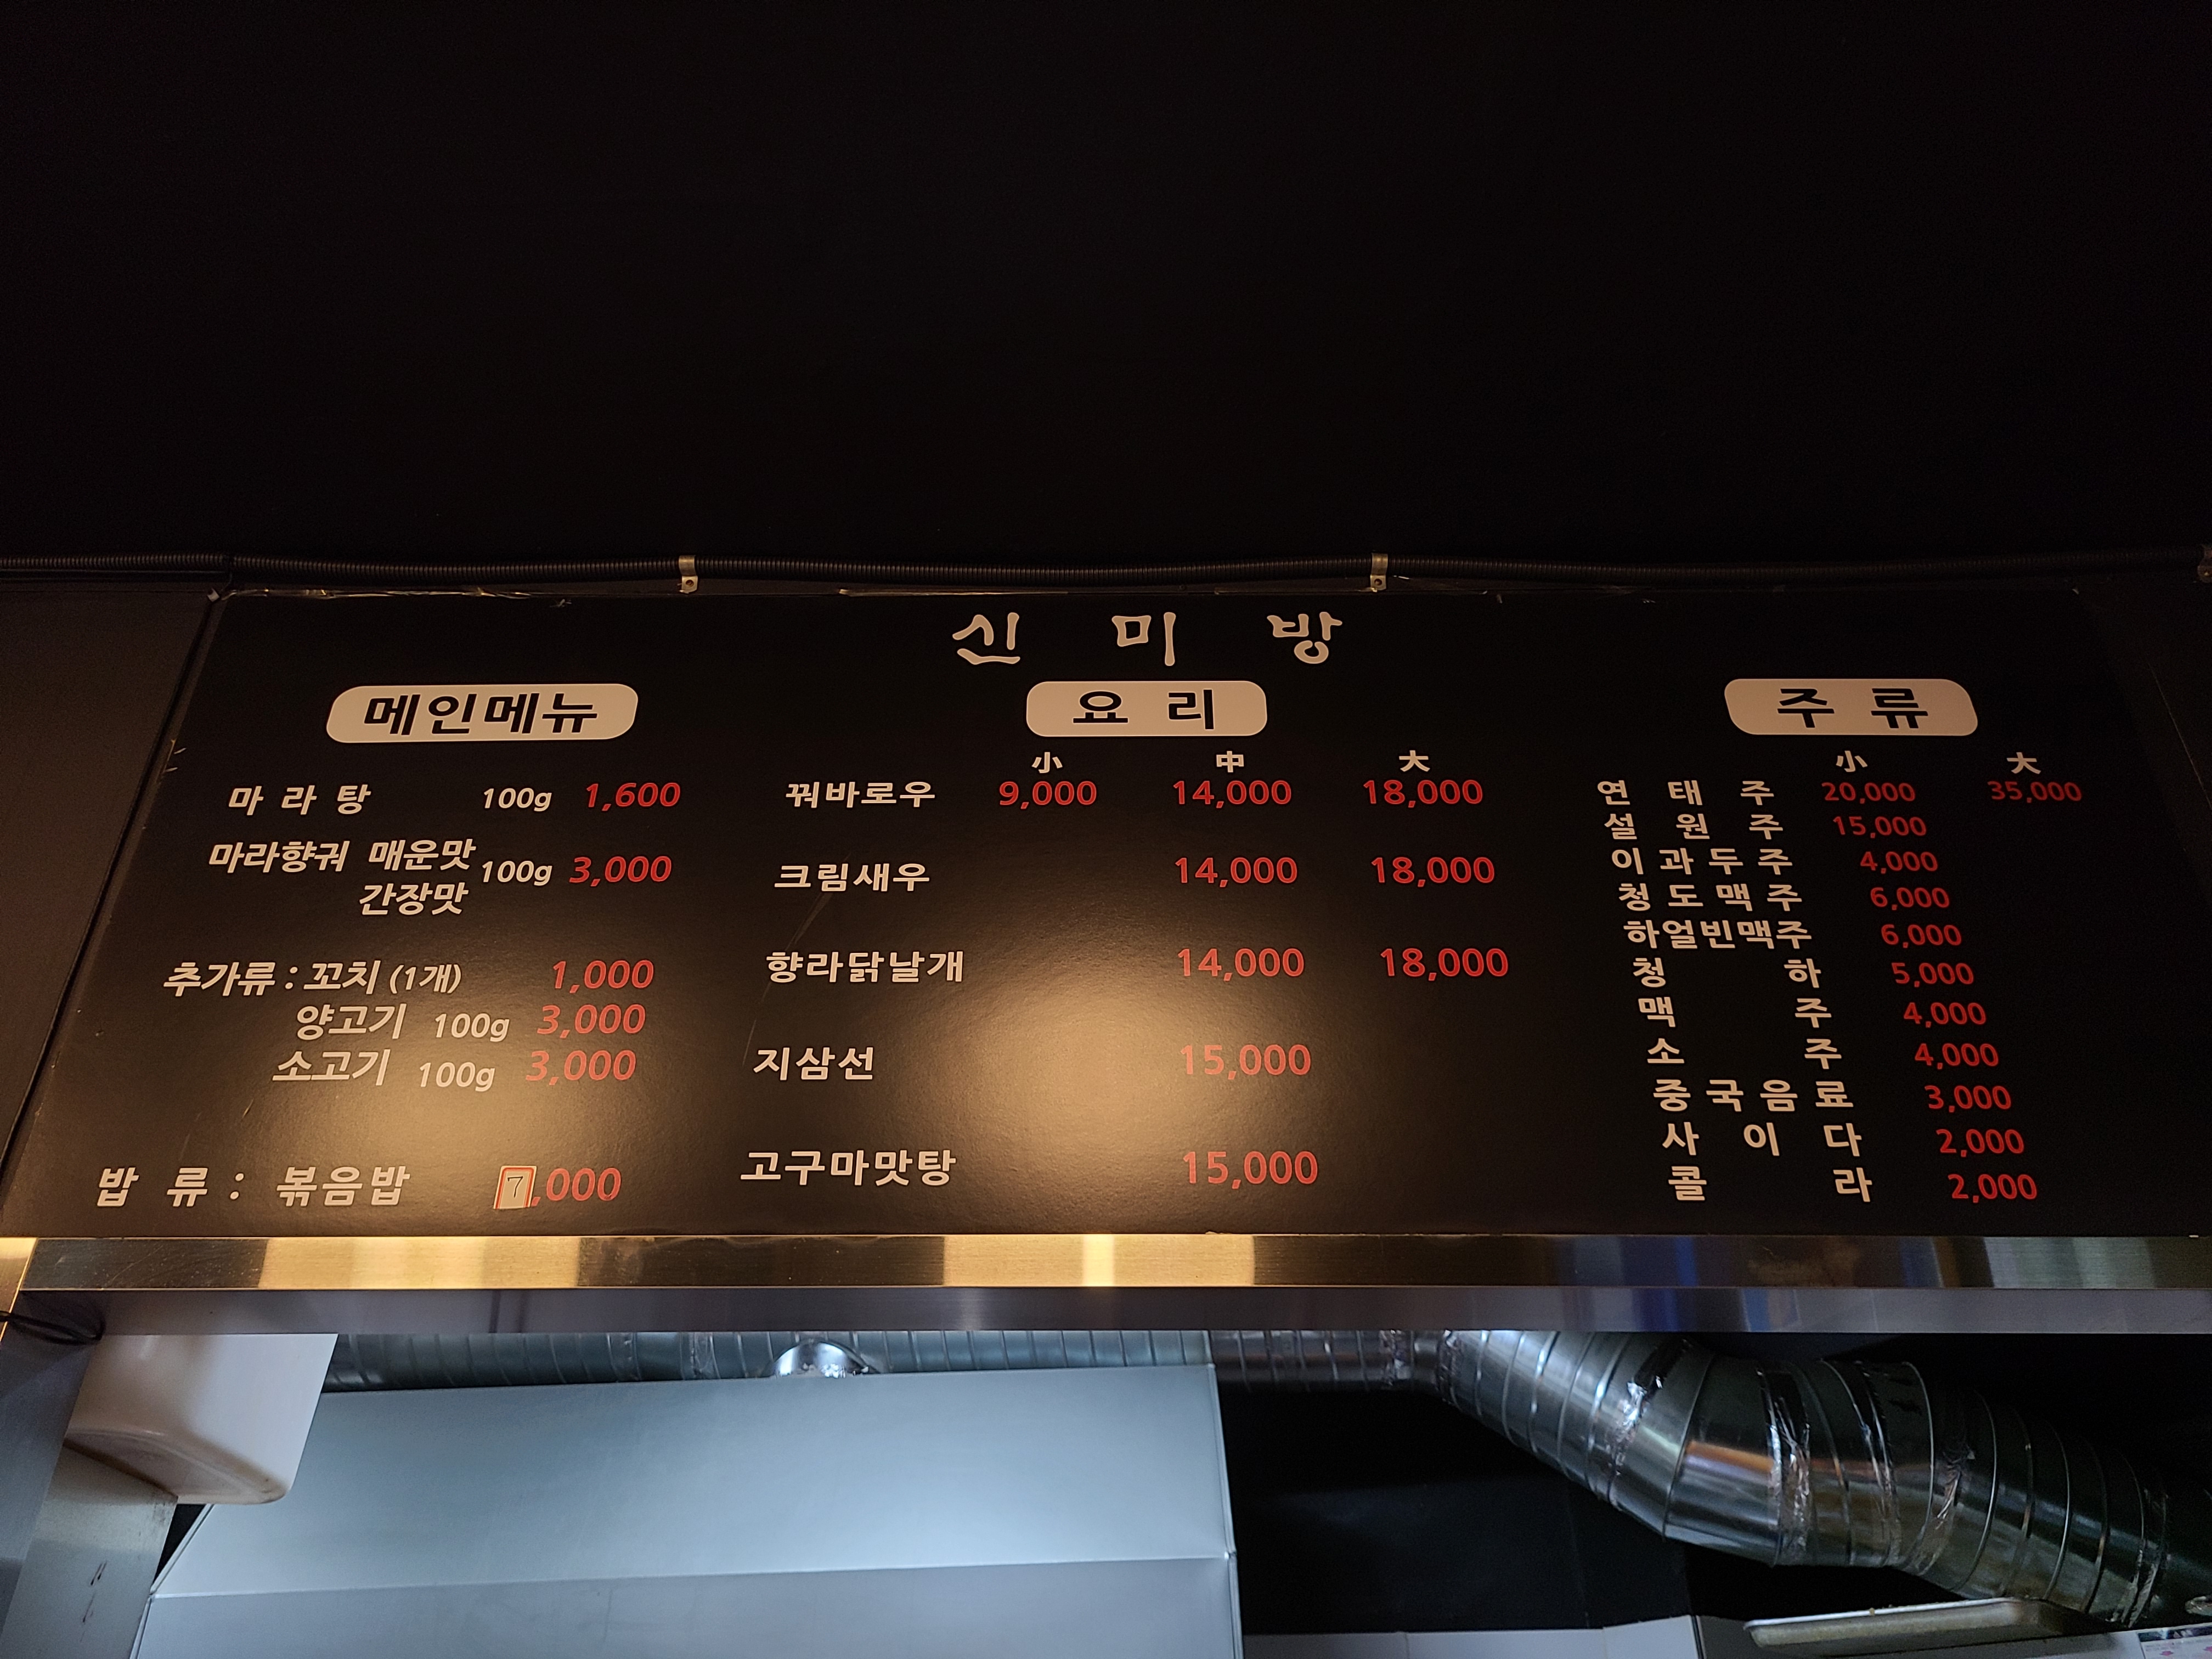 신 미 방
메인메뉴
마 라 탕 100g 1,600
마라향궈 매운맛 100g 3,000
간장맛
추가류 : 꼬치 (1개) 1,000
양고기 100g 3,000
소고기 100g 3,000
밥 류 : 볶음밥 7,000
요 리
小 中 大
꿔바로우 9,000 14,000 18,000
크림새우 14,000 18,000
향라닭날개 14,000 18,000
지삼선 15,000
고구마맛탕 15,000
주 류
小 大
연 태 주 20,000 35,000
설 원 주 15,000
이 과 두 주 4,000
청 도 맥 주 6,000
하얼빈맥주 6,000
청 하 5,000
맥 주 4,000
소 주 4,000
중 국 음 료 3,000
사 이 다 2,000
콜 라 2,000